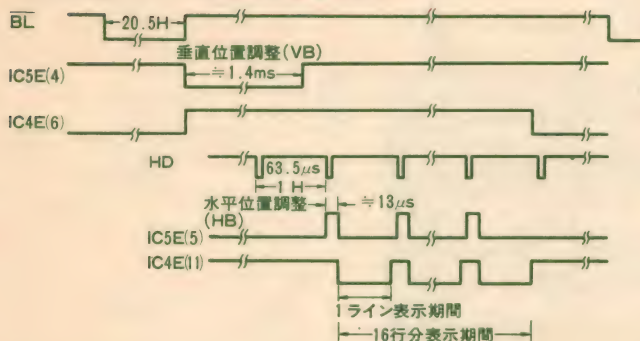 BL
20.5H
垂直位置調整(VB)
IC5E(4)
≒1.4ms
IC4E(6)
HD
63.5μs
1 H
水平位置調整
(HB)
≒13μs
IC5E(5)
IC4E(11)
1ライン表示期間
16行分表示期間